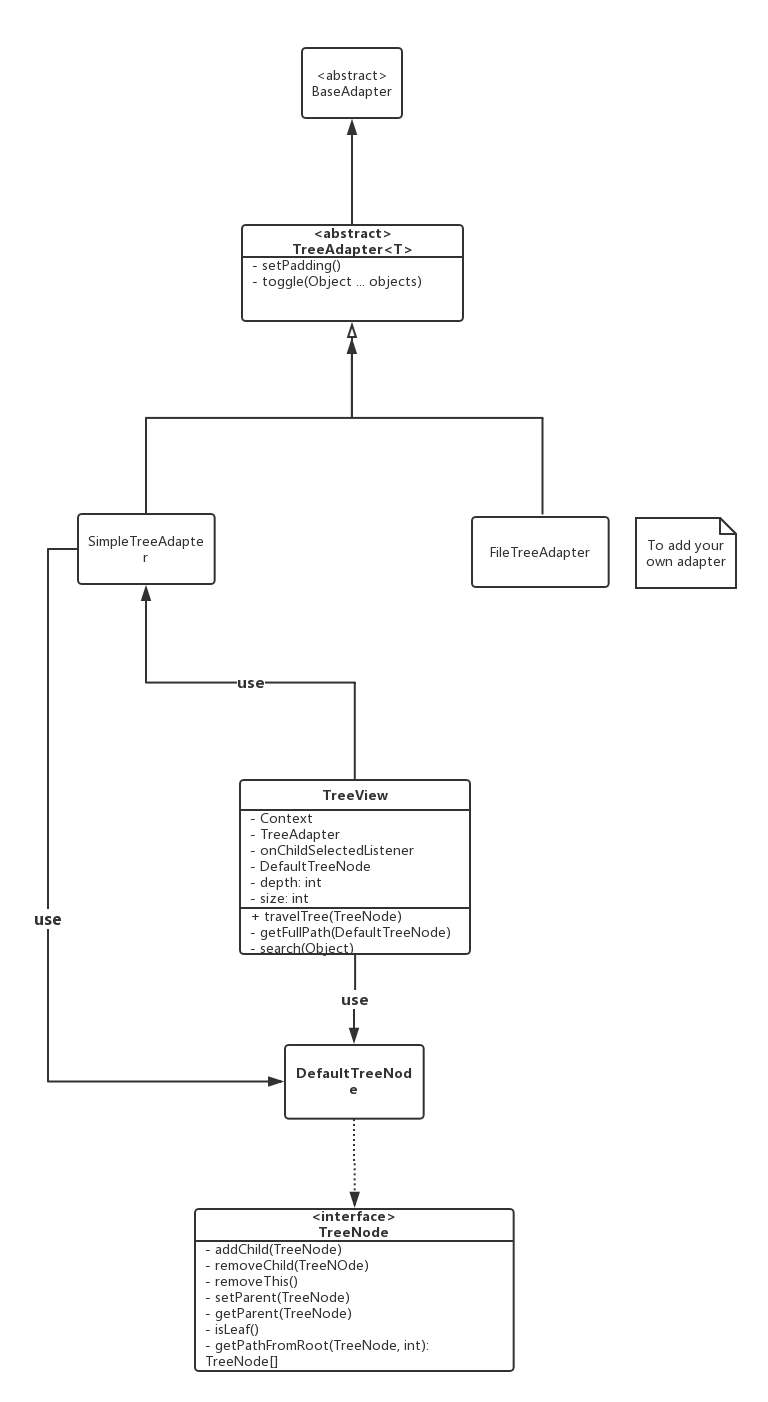 <abstract>
BaseAdapter
<abstract>
TreeAdapter<T>
- setPadding()
- toggle(Object ... objects)
SimpleTreeAdapte
r
FileTreeAdapter
To add your
own adapter
use
TreeView
- Context
- TreeAdapter
- onChildSelectedListener
- DefaultTreeNode
- depth: int
- size: int
+ travelTree(TreeNode)
- getFullPath(DefaultTreeNode)
- search(Object)
use
use
DefaultTreeNod
e
<interface>
TreeNode
- addChild(TreeNode)
- removeChild(TreeNOde)
- removeThis()
- setParent(TreeNode)
- getParent(TreeNode)
- isLeaf()
- getPathFromRoot(TreeNode, int):
TreeNode[]